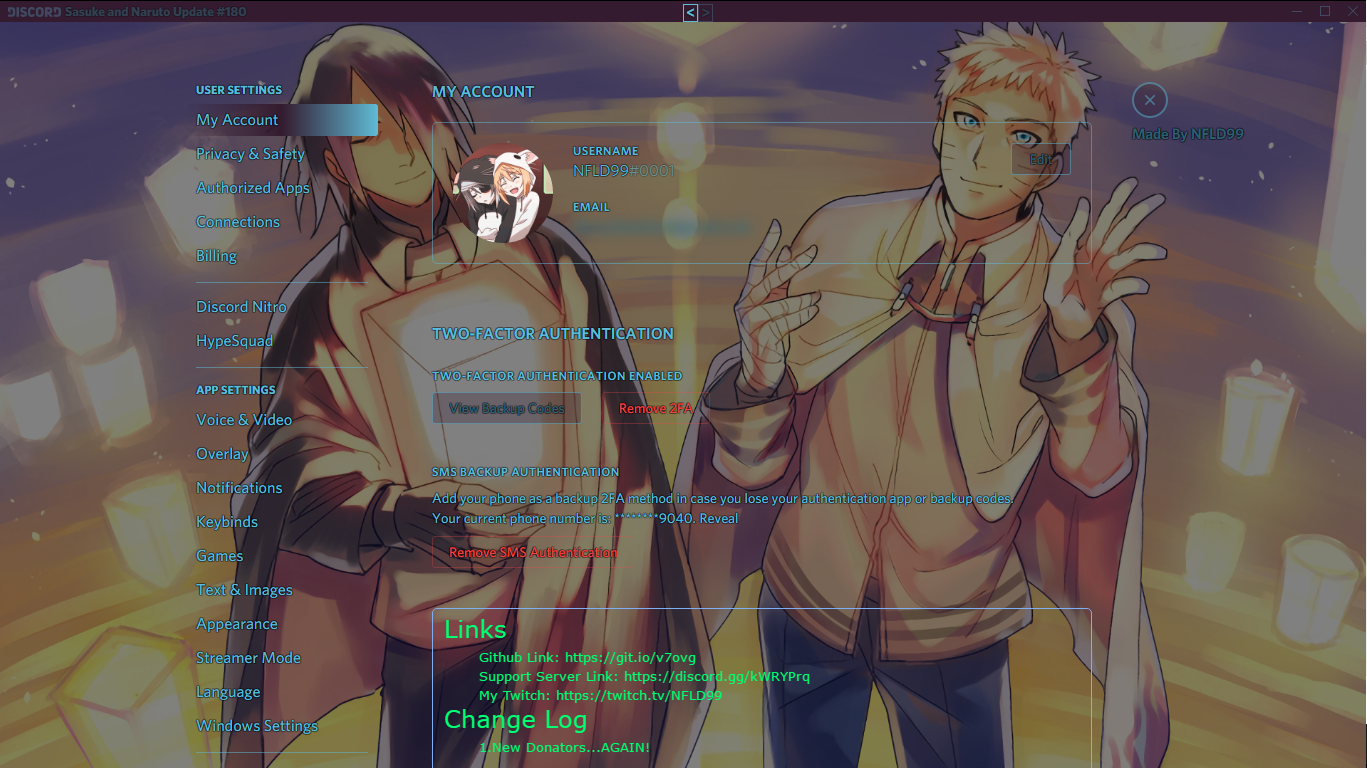 DISCORD Sasuke and Naruto Update #180
< >
USER SETTINGS
My Account
Privacy & Safety
Authorized Apps
Connections
Billing
Discord Nitro
HypeSquad
APP SETTINGS
Voice & Video
Overlay
Notifications
Keybinds
Games
Text & Images
Appearance
Streamer Mode
Language
Windows Settings
MY ACCOUNT
USERNAME
NFLD99#0001
Edit
EMAIL
Made By NFLD99
TWO-FACTOR AUTHENTICATION
TWO-FACTOR AUTHENTICATION ENABLED
View Backup Codes Remove 2FA
SMS BACKUP AUTHENTICATION
Add your phone as a backup 2FA method in case you lose your authentication app or backup codes.
Your current phone number is: ********9040. Reveal
Remove SMS Authentication
Links
Github Link: https://git.io/v7ovg
Support Server Link: https://discord.gg/kWRYPrq
My Twitch: https://twitch.tv/NFLD99
Change Log
1.New Donators...AGAIN!